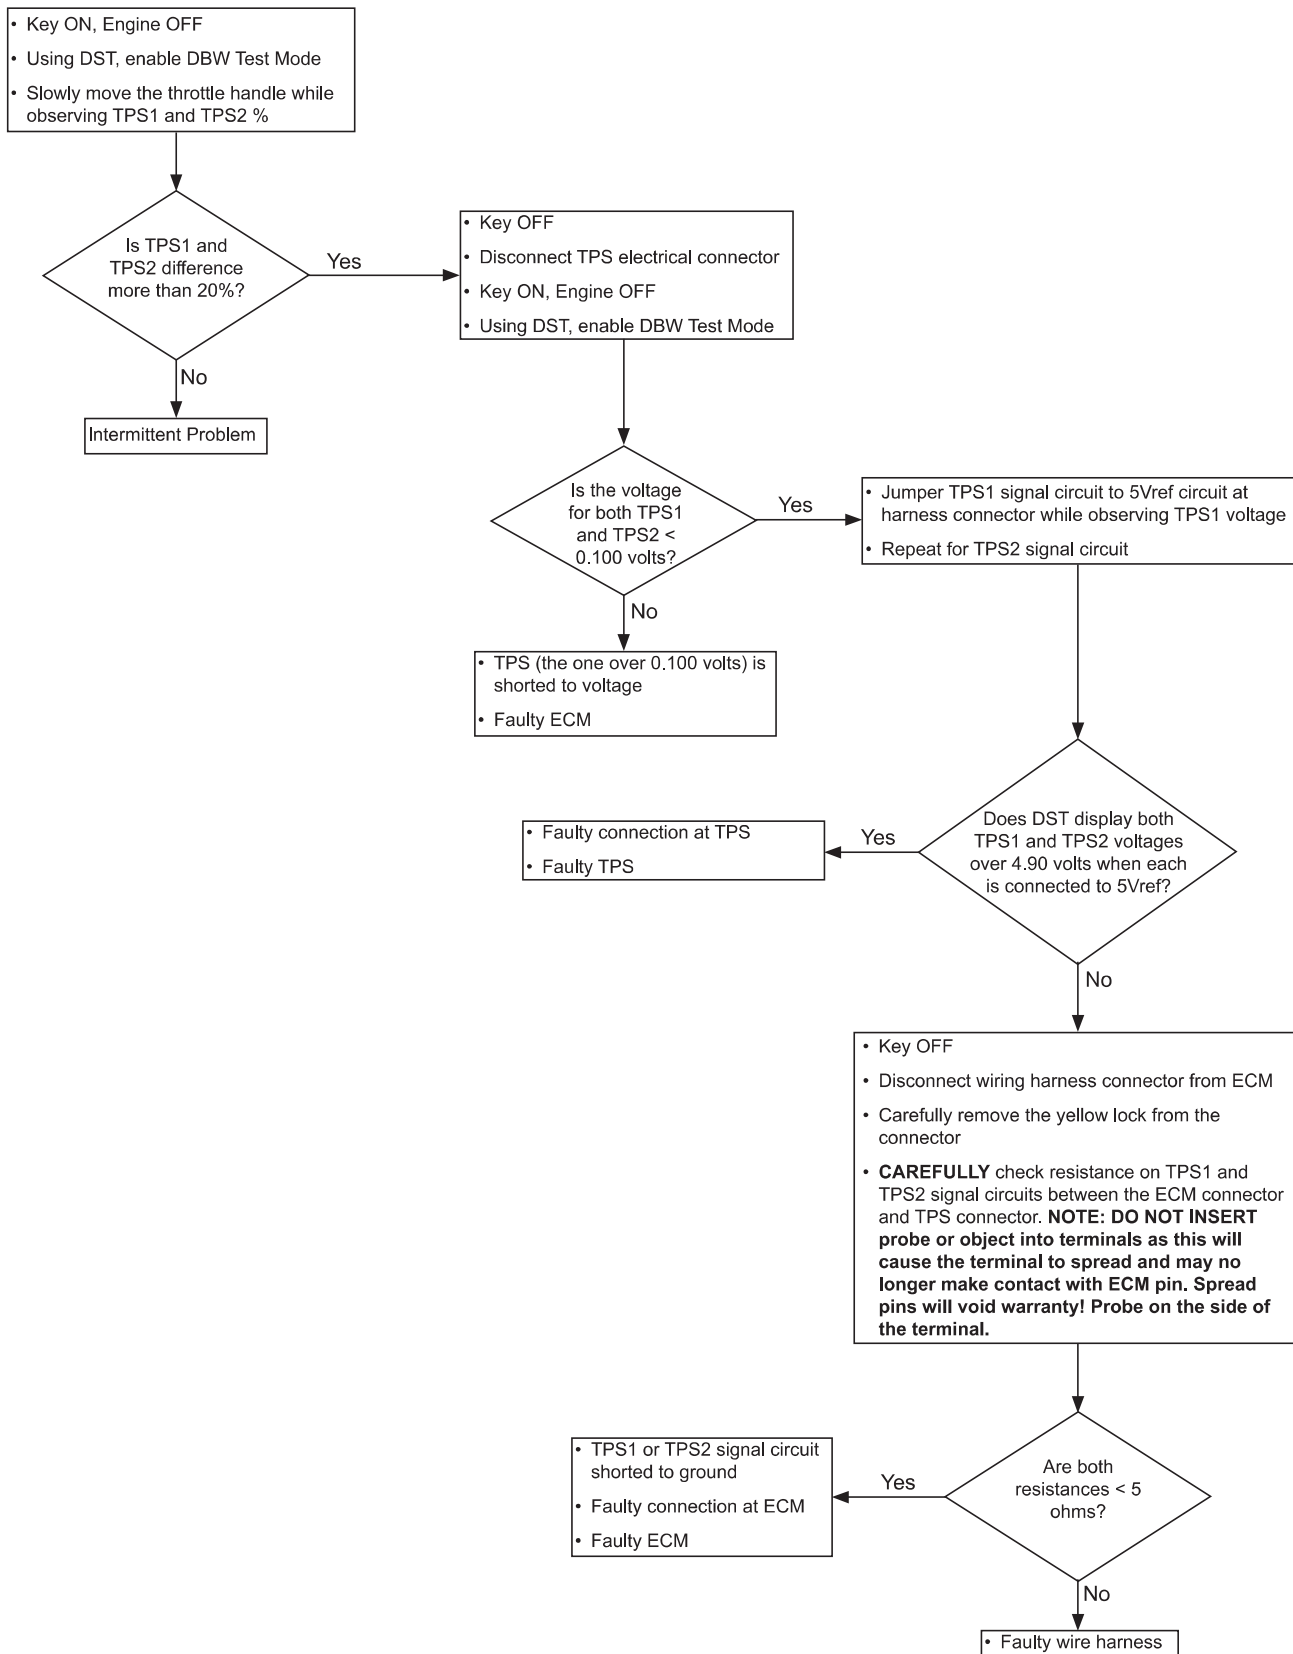 • Key ON, Engine OFF
• Using DST, enable DBW Test Mode
• Slowly move the throttle handle while
observing TPS1 and TPS2 %
Is TPS1 and
TPS2 difference
more than 20%?
Yes
No
Intermittent Problem
• Key OFF
• Disconnect TPS electrical connector
• Key ON, Engine OFF
• Using DST, enable DBW Test Mode
Is the voltage
for both TPS1
and TPS2 <
0.100 volts?
Yes
No
• TPS (the one over 0.100 volts) is
shorted to voltage
• Faulty ECM
• Jumper TPS1 signal circuit to 5Vref circuit at
harness connector while observing TPS1 voltage
• Repeat for TPS2 signal circuit
Does DST display both
TPS1 and TPS2 voltages
over 4.90 volts when each
is connected to 5Vref?
Yes
• Faulty connection at TPS
• Faulty TPS
No
• Key OFF
• Disconnect wiring harness connector from ECM
• Carefully remove the yellow lock from the
connector
• CAREFULLY check resistance on TPS1 and
TPS2 signal circuits between the ECM connector
and TPS connector. NOTE: DO NOT INSERT
probe or object into terminals as this will
cause the terminal to spread and may no
longer make contact with ECM pin. Spread
pins will void warranty! Probe on the side of
the terminal.
Are both
resistances < 5
ohms?
Yes
• TPS1 or TPS2 signal circuit
shorted to ground
• Faulty connection at ECM
• Faulty ECM
No
• Faulty wire harness